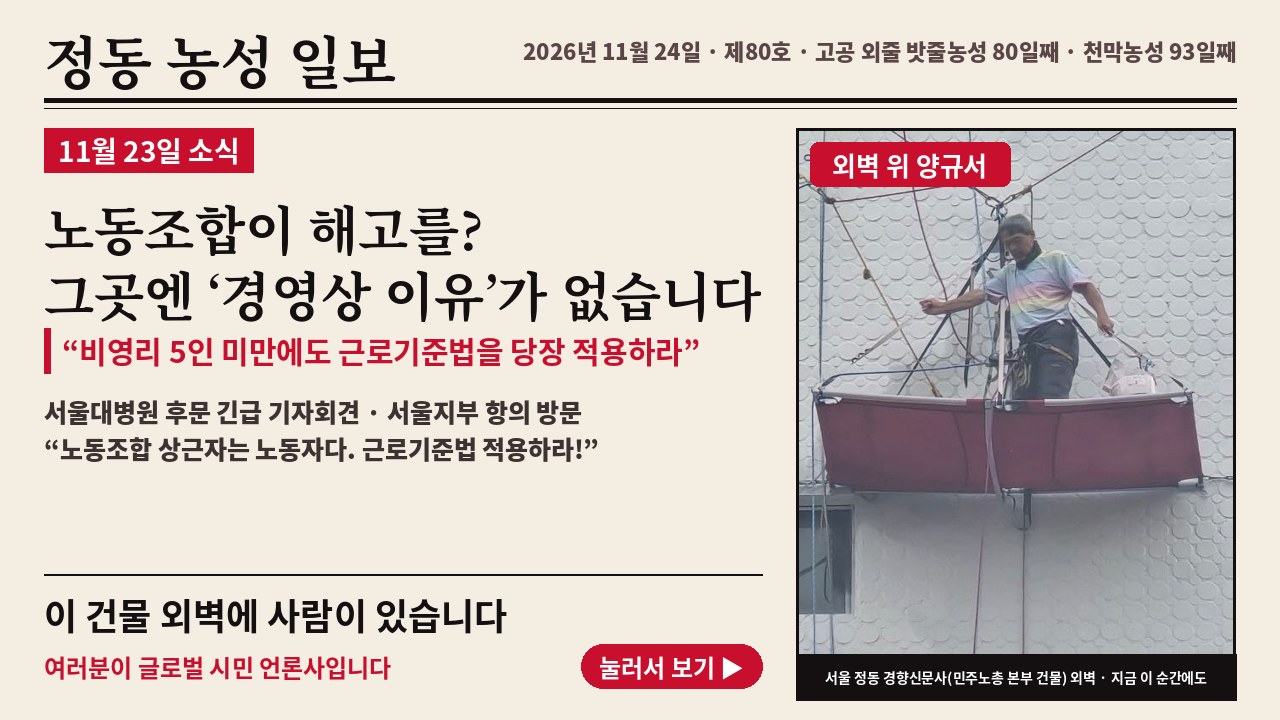 정동 농성 일보
2026년 11월 24일 · 제80호 · 고공 외줄 밧줄농성 80일째 · 천막농성 93일째
11월 23일 소식
노동조합이 해고를?
그곳엔 ‘경영상 이유’가 없습니다
“비영리 5인 미만에도 근로기준법을 당장 적용하라”
서울대병원 후문 긴급 기자회견 · 서울지부 항의 방문
“노동조합 상근자는 노동자다. 근로기준법 적용하라!”
이 건물 외벽에 사람이 있습니다
여러분이 글로벌 시민 언론사입니다
눌러서 보기 ▶
외벽 위 양규서
서울 정동 경향신문사(민주노총 본부 건물) 외벽 · 지금 이 순간에도